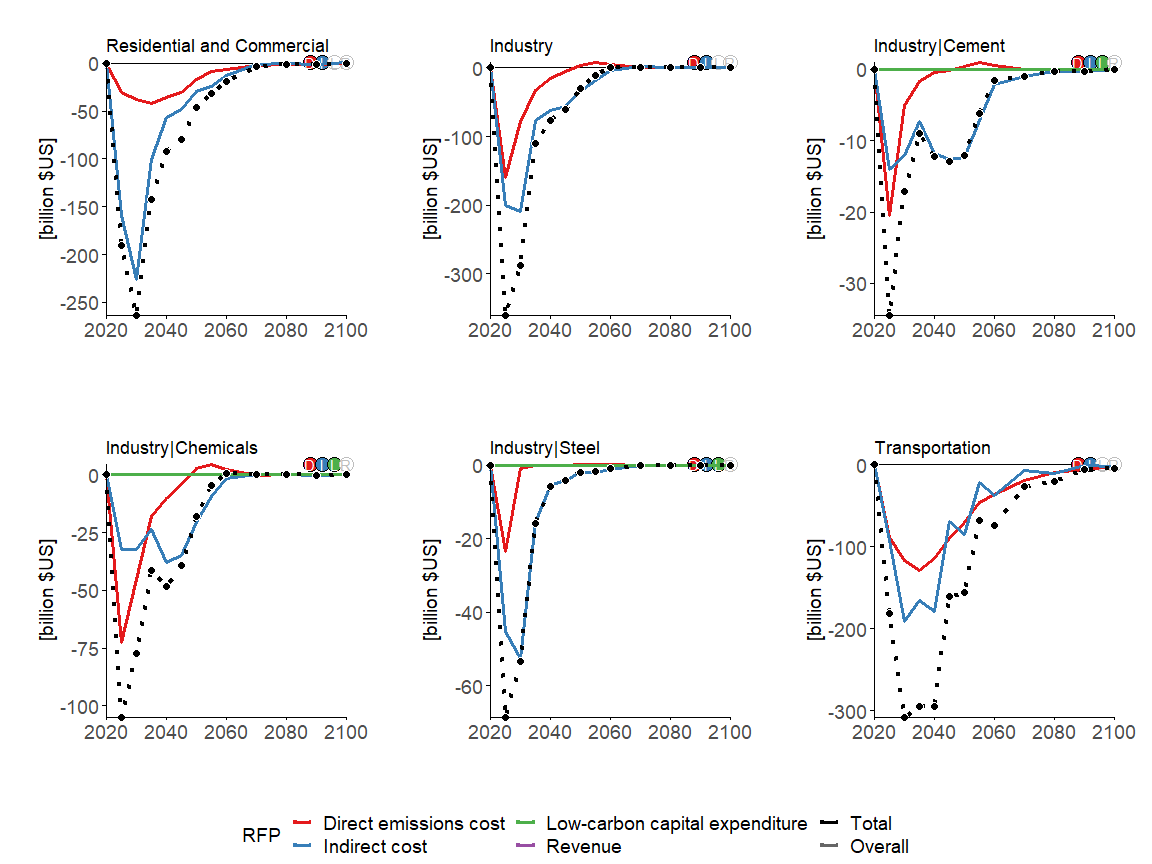 Residential and Commercial
Industry
Industry|Cement
[billion $US]
0
-50
-100
-150
-200
-250
2020 2040 2060 2080 2100
[billion $US]
0
-100
-200
-300
2020 2040 2060 2080 2100
[billion $US]
0
-10
-20
-30
2020 2040 2060 2080 2100
Industry|Chemicals
Industry|Steel
Transportation
[billion $US]
0
-25
-50
-75
-100
2020 2040 2060 2080 2100
[billion $US]
0
-20
-40
-60
2020 2040 2060 2080 2100
[billion $US]
0
-100
-200
-300
2020 2040 2060 2080 2100
RFP
Direct emissions cost
Low-carbon capital expenditure
Total
Indirect cost
Revenue
Overall